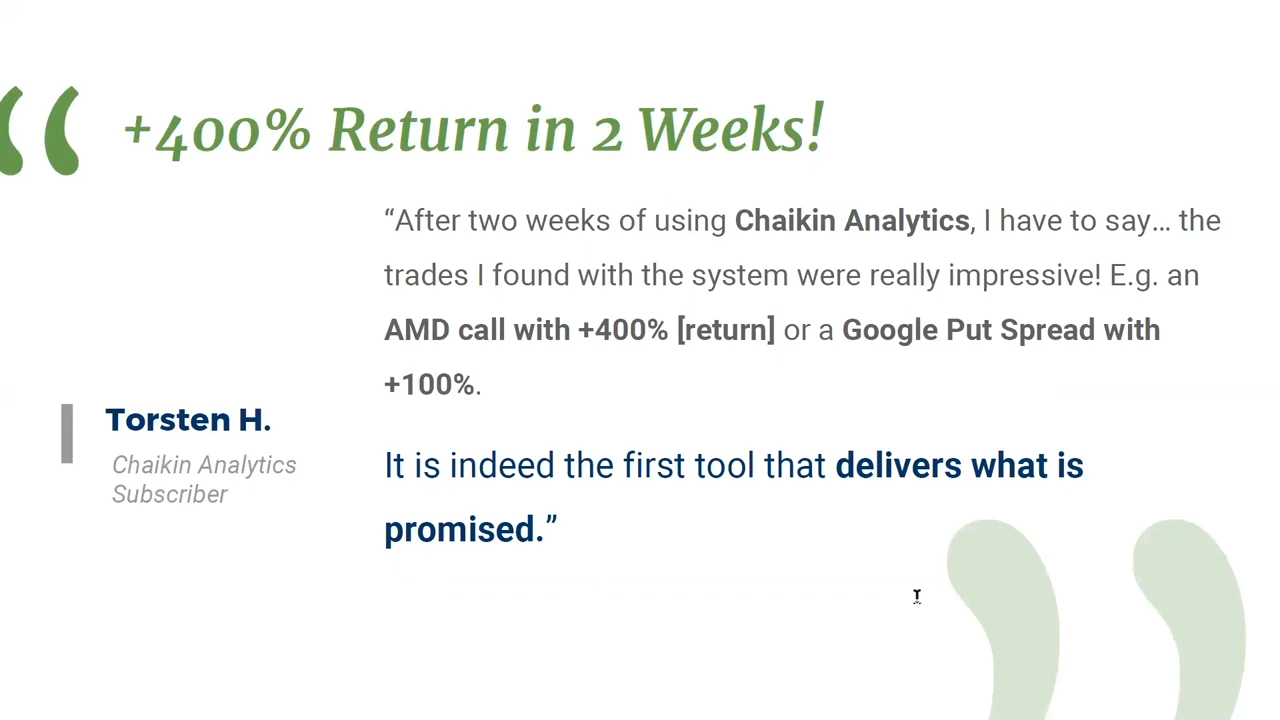 “ +400% Return in 2 Weeks!
“After two weeks of using Chaikin Analytics, I have to say… the
trades I found with the system were really impressive! E.g. an
AMD call with +400% [return] or a Google Put Spread with
+100%.
It is indeed the first tool that delivers what is
promised.”
Torsten H.
Chaikin Analytics
Subscriber
”